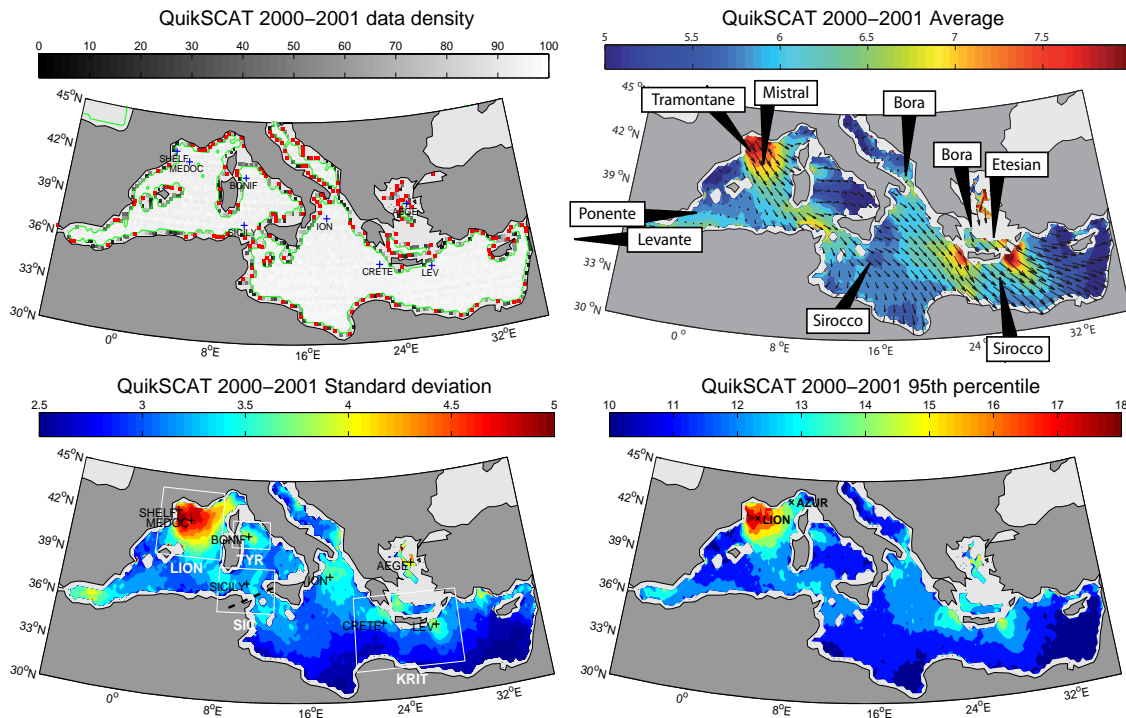 QuikSCAT 2000–2001 data density
0 10 20 30 40 50 60 70 80 90 100
45°N
42°N
39°N
36°N
33°N
30°N
0° 8°E 16°E 24°E 32°E
SHELF
MEDOC
BONIF
SICILY
ION
AEGE
CRETE
LEV
QuikSCAT 2000–2001 Average
5 5.5 6 6.5 7 7.5
Tramontane
Mistral
Bora
Bora
Etesian
Ponente
Levante
Sirocco
Sirocco
45°N
42°N
39°N
36°N
33°N
30°N
0° 8°E 16°E 24°E 32°E
QuikSCAT 2000–2001 Standard deviation
2.5 3 3.5 4 4.5 5
45°N
42°N
39°N
36°N
33°N
30°N
0° 8°E 16°E 24°E 32°E
SHELF
MEDOC
BONIF
LION
TYR
SICILY
ION
AEGE
SIC
CRETE
LEV
KRIT
QuikSCAT 2000–2001 95th percentile
10 11 12 13 14 15 16 17 18
45°N
42°N
39°N
36°N
33°N
30°N
0° 8°E 16°E 24°E 32°E
AZUR
LION